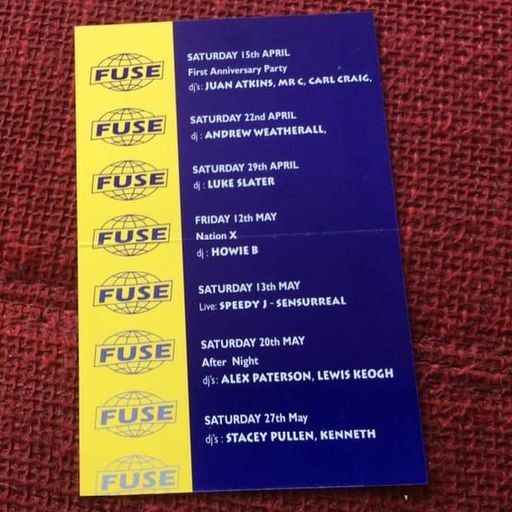 FUSE
SATURDAY 15th APRIL
First Anniversary Party
dj's: JUAN ATKINS, MR C, CARL CRAIG.
FUSE
SATURDAY 22nd APRIL
dj : ANDREW WEATHERALL,
FUSE
SATURDAY 29th APRIL
dj : LUKE SLATER
FUSE
FRIDAY 12th MAY
Nation X
dj : HOWIE B
FUSE
SATURDAY 13th MAY
Live: SPEEDY J - SENSURREAL
FUSE
SATURDAY 20th MAY
After Night
dj's : ALEX PATERSON, LEWIS KEOGH
FUSE
SATURDAY 27th May
dj's : STACEY PULLEN, KENNETH
FUSE